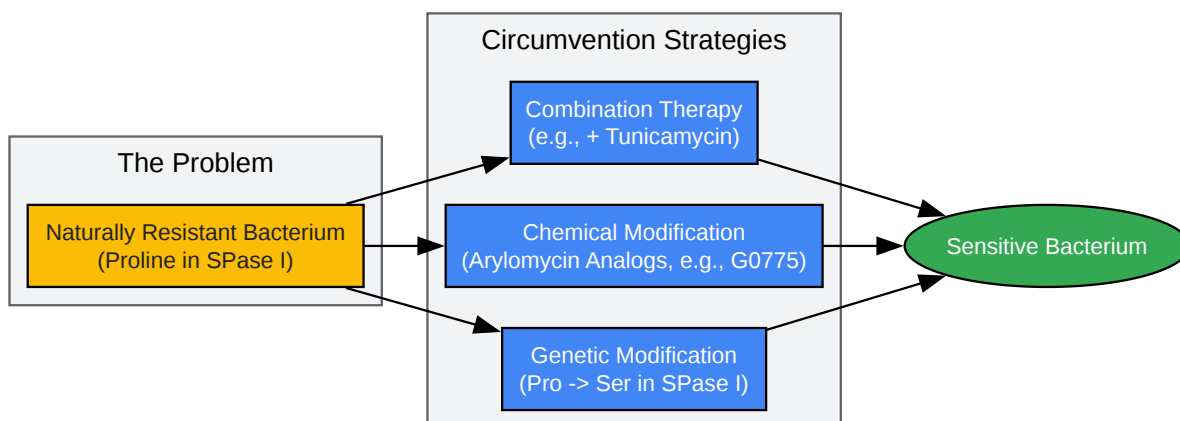 The Problem
Naturally Resistant Bacterium
(Proline in SPase I)
Circumvention Strategies
Combination Therapy
(e.g., + Tunicamycin)
Chemical Modification
(Arylomycin Analogs, e.g., G0775)
Genetic Modification
(Pro -> Ser in SPase I)
Sensitive Bacterium